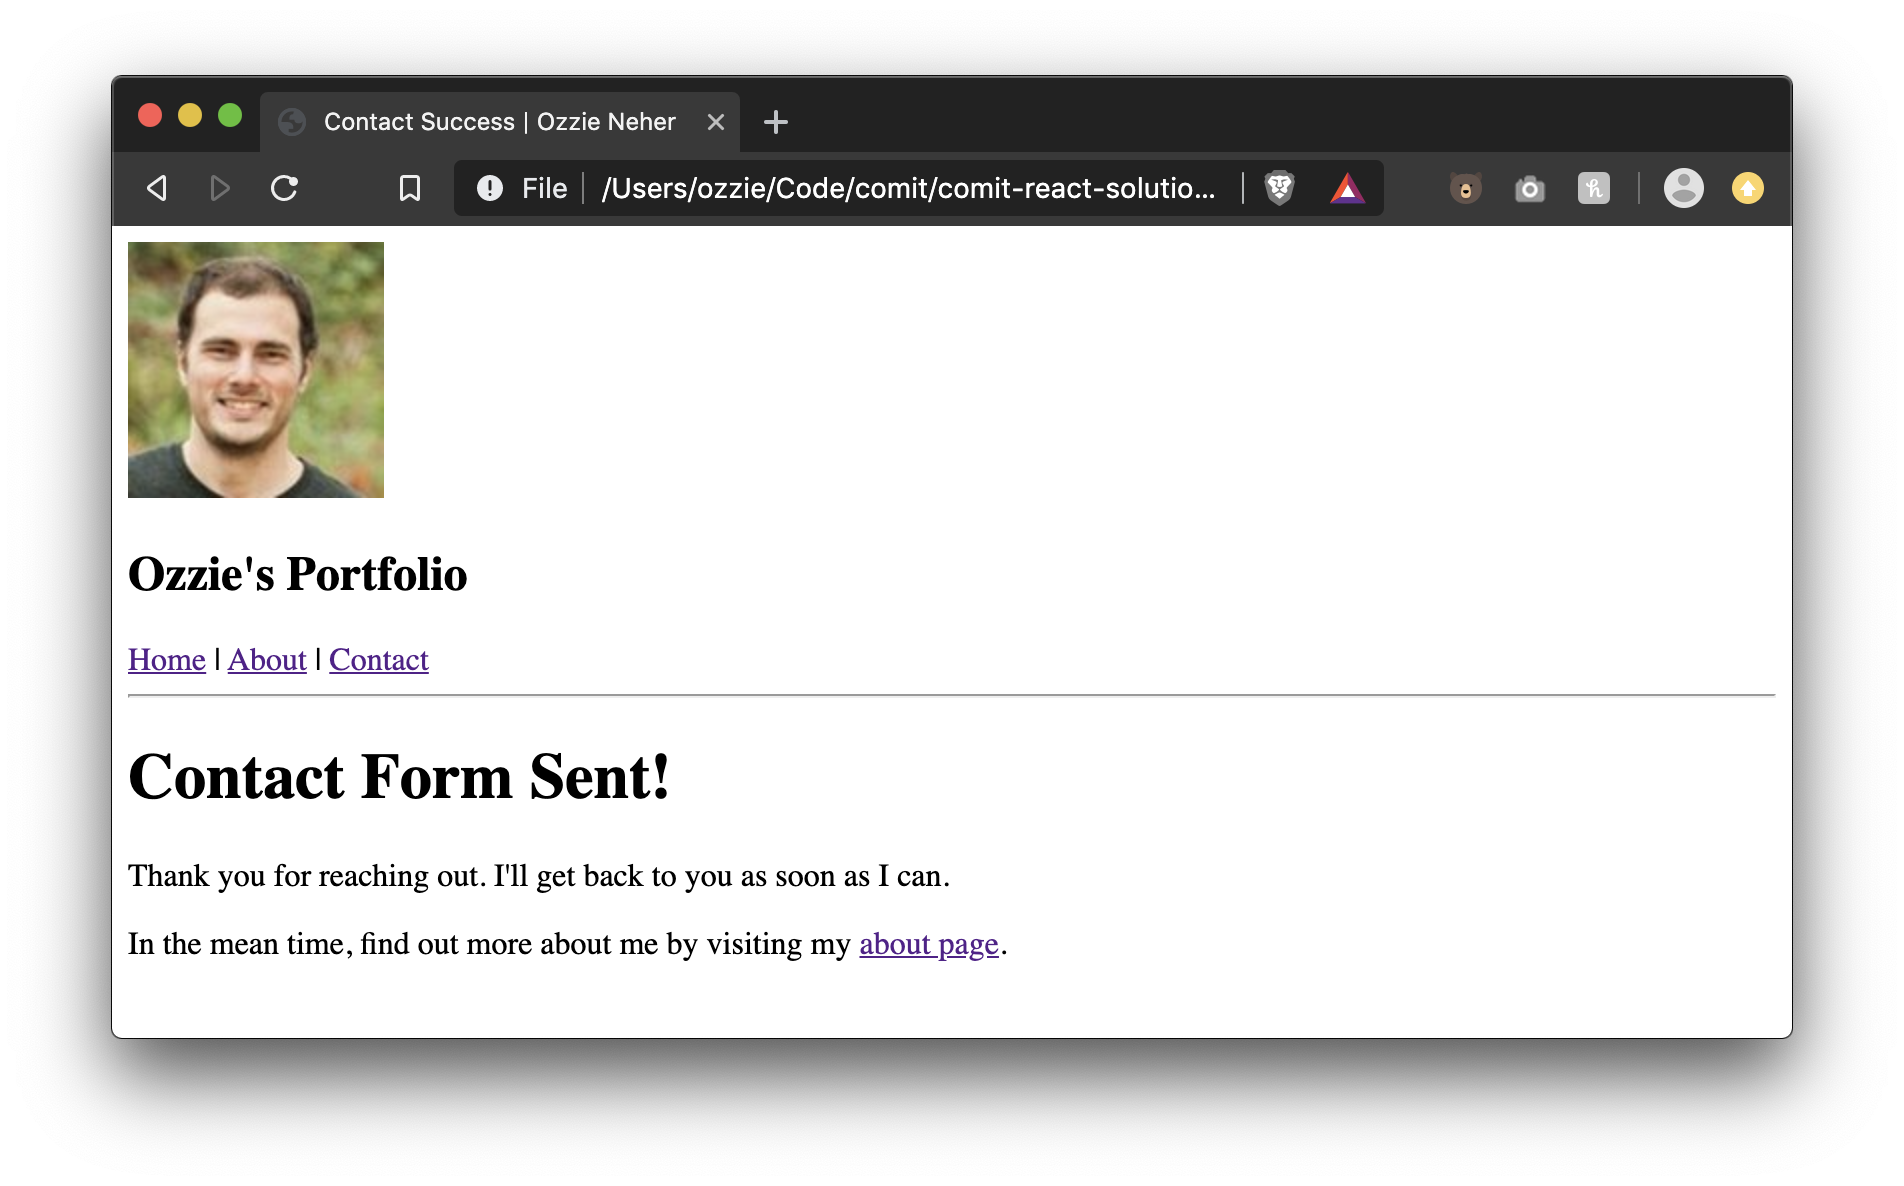 Contact Success | Ozzie Neher
File | /Users/ozzie/Code/comit/comit-react-solutio...
Ozzie's Portfolio
Home | About | Contact
Contact Form Sent!
Thank you for reaching out. I'll get back to you as soon as I can.
In the mean time, find out more about me by visiting my about page.